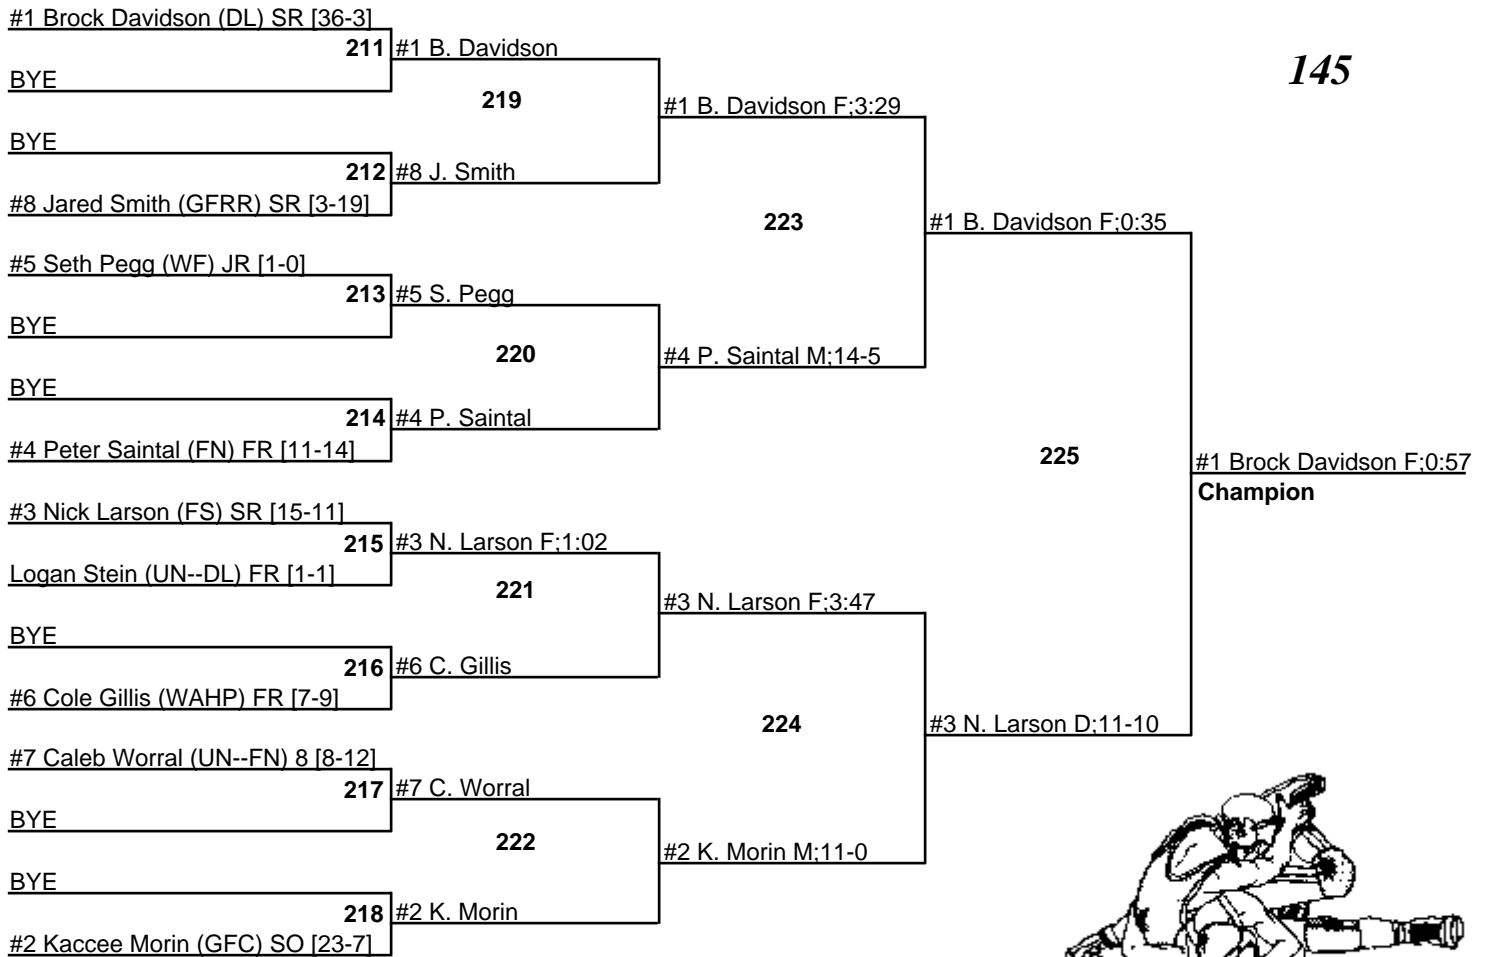 #1 Brock Davidson (DL) SR [36-3]
211
BYE
#1 B. Davidson
219
BYE
212
#8 Jared Smith (GFRR) SR [3-19]
#8 J. Smith
#1 B. Davidson F;3:29
145
#5 Seth Pegg (WF) JR [1-0]
213
BYE
#5 S. Pegg
220
BYE
214
#4 Peter Saintal (FN) FR [11-14]
#4 P. Saintal
#4 P. Saintal M;14-5
223
#1 B. Davidson F;0:35
#3 Nick Larson (FS) SR [15-11]
215
Logan Stein (UN--DL) FR [1-1]
#3 N. Larson F;1:02
221
BYE
216
#6 Cole Gillis (WAHP) FR [7-9]
#6 C. Gillis
#3 N. Larson F;3:47
#7 Caleb Worral (UN--FN) 8 [8-12]
217
BYE
#7 C. Worral
222
BYE
218
#2 Kaccee Morin (GFC) SO [23-7]
#2 K. Morin
#2 K. Morin M;11-0
224
#3 N. Larson D;11-10
225
#1 Brock Davidson F;0:57
Champion